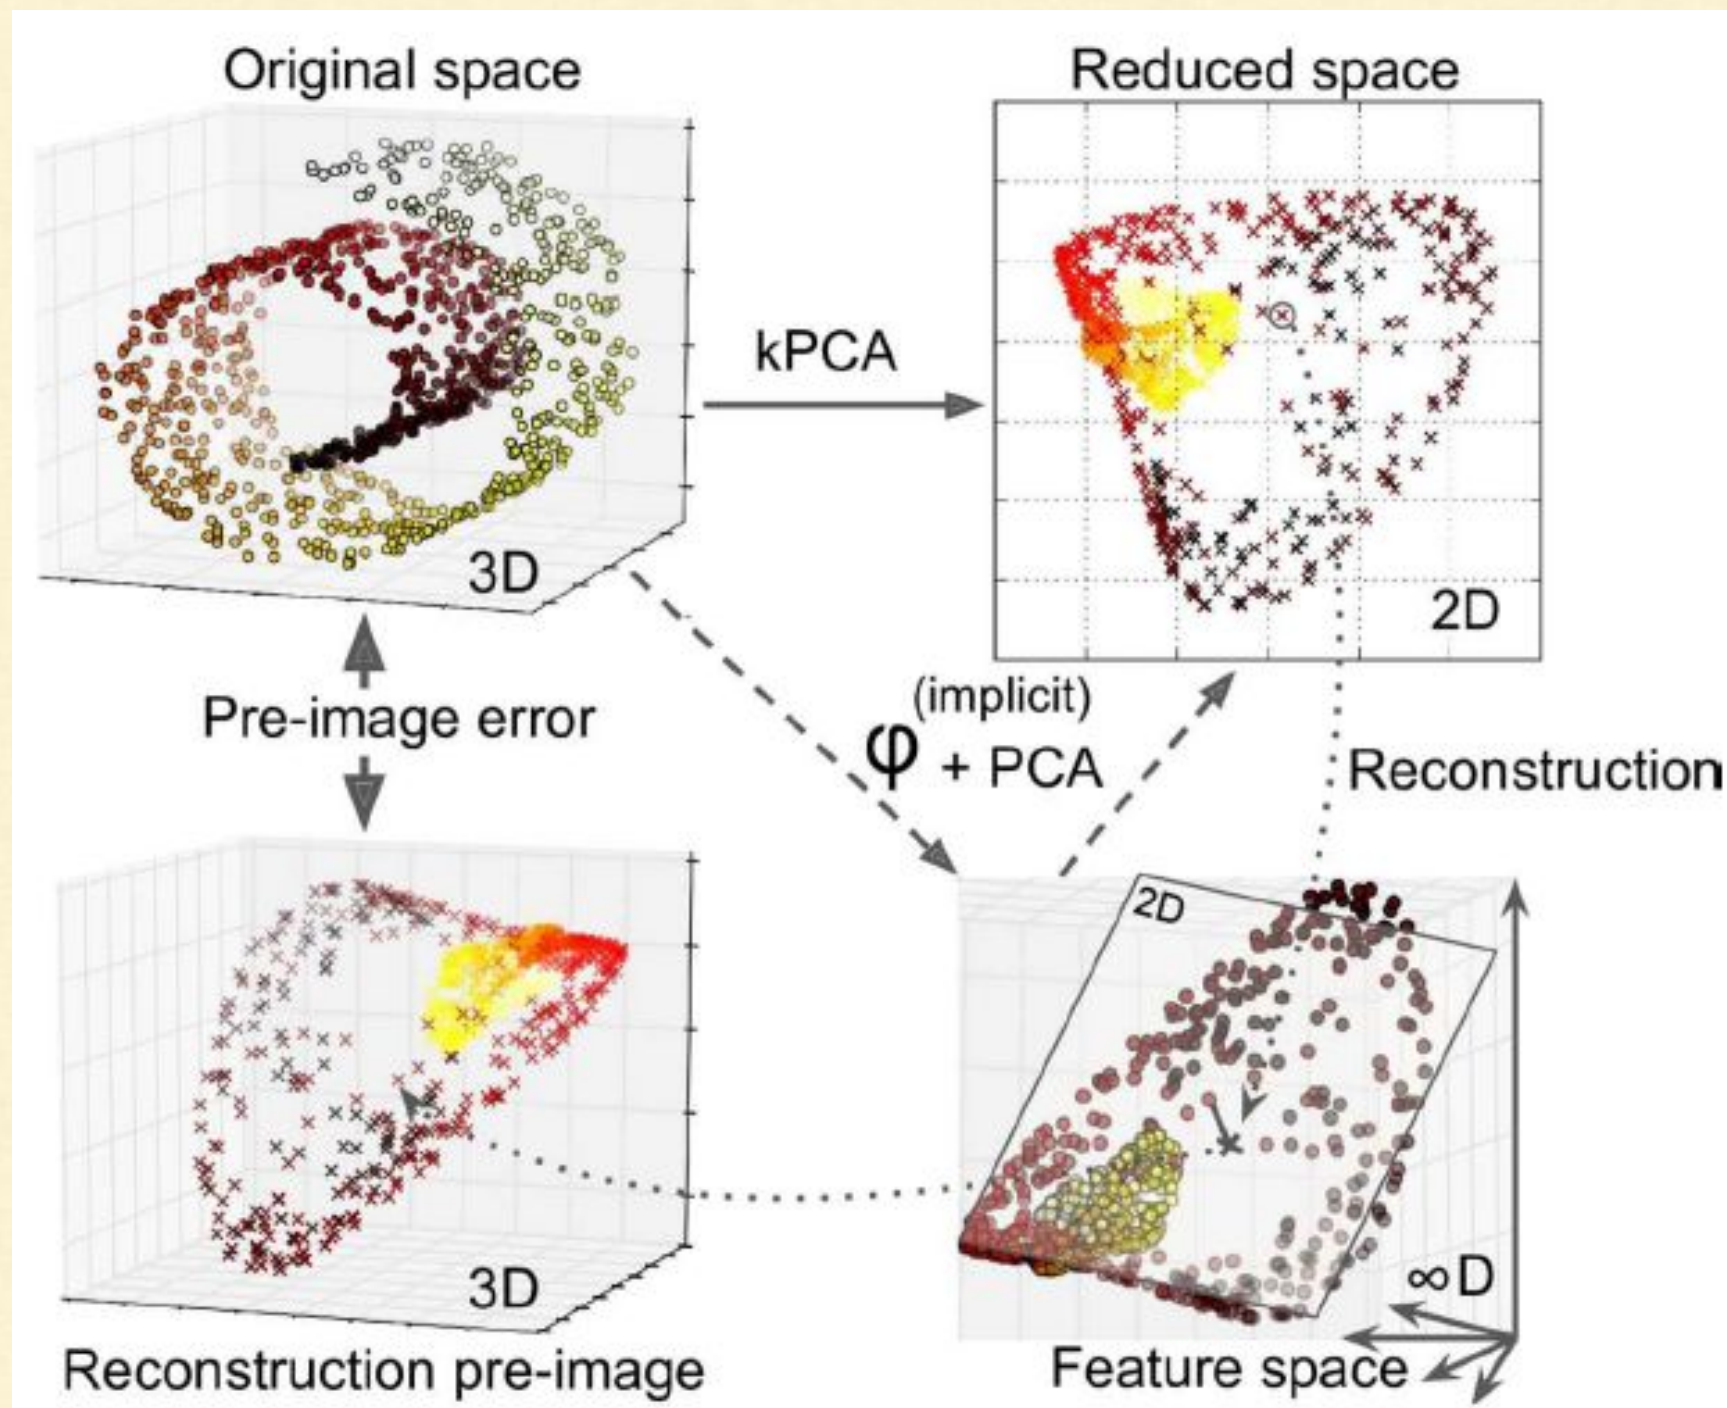 Original space
Reduced space
kPCA
3D
2D
Pre-image error
(implicit)
φ + PCA
Reconstruction
2D
3D
∞D
Reconstruction pre-image
Feature space